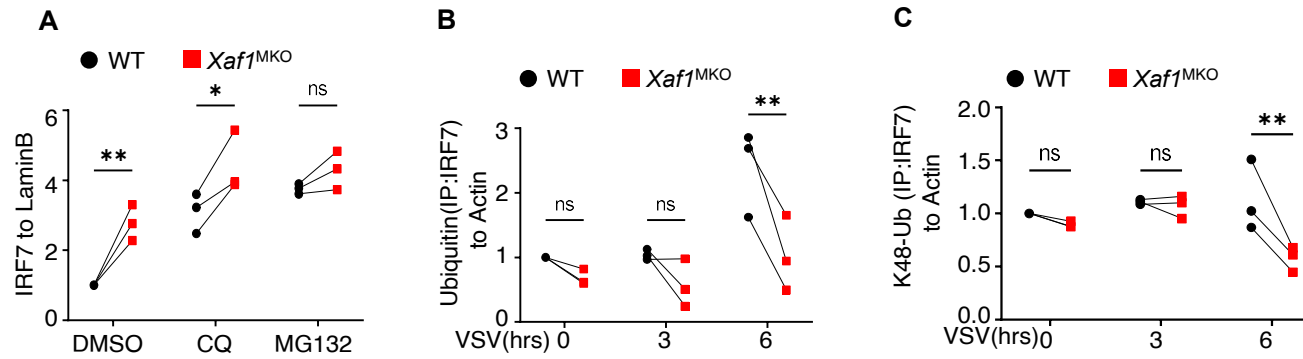 A
WT Xaf1MKO
IRF7 to LaminB
6
4
2
0
** * ns
DMSO CQ MG132
B
WT Xaf1MKO
Ubiquitin(IP:IRF7)
to Actin
3
2
1
0
ns ns **
VSV(hrs) 0 3 6
C
WT Xaf1MKO
K48-Ub (IP:IRF7)
to Actin
2.0
1.5
1.0
0.5
0.0
ns ns **
VSV(hrs) 0 3 6